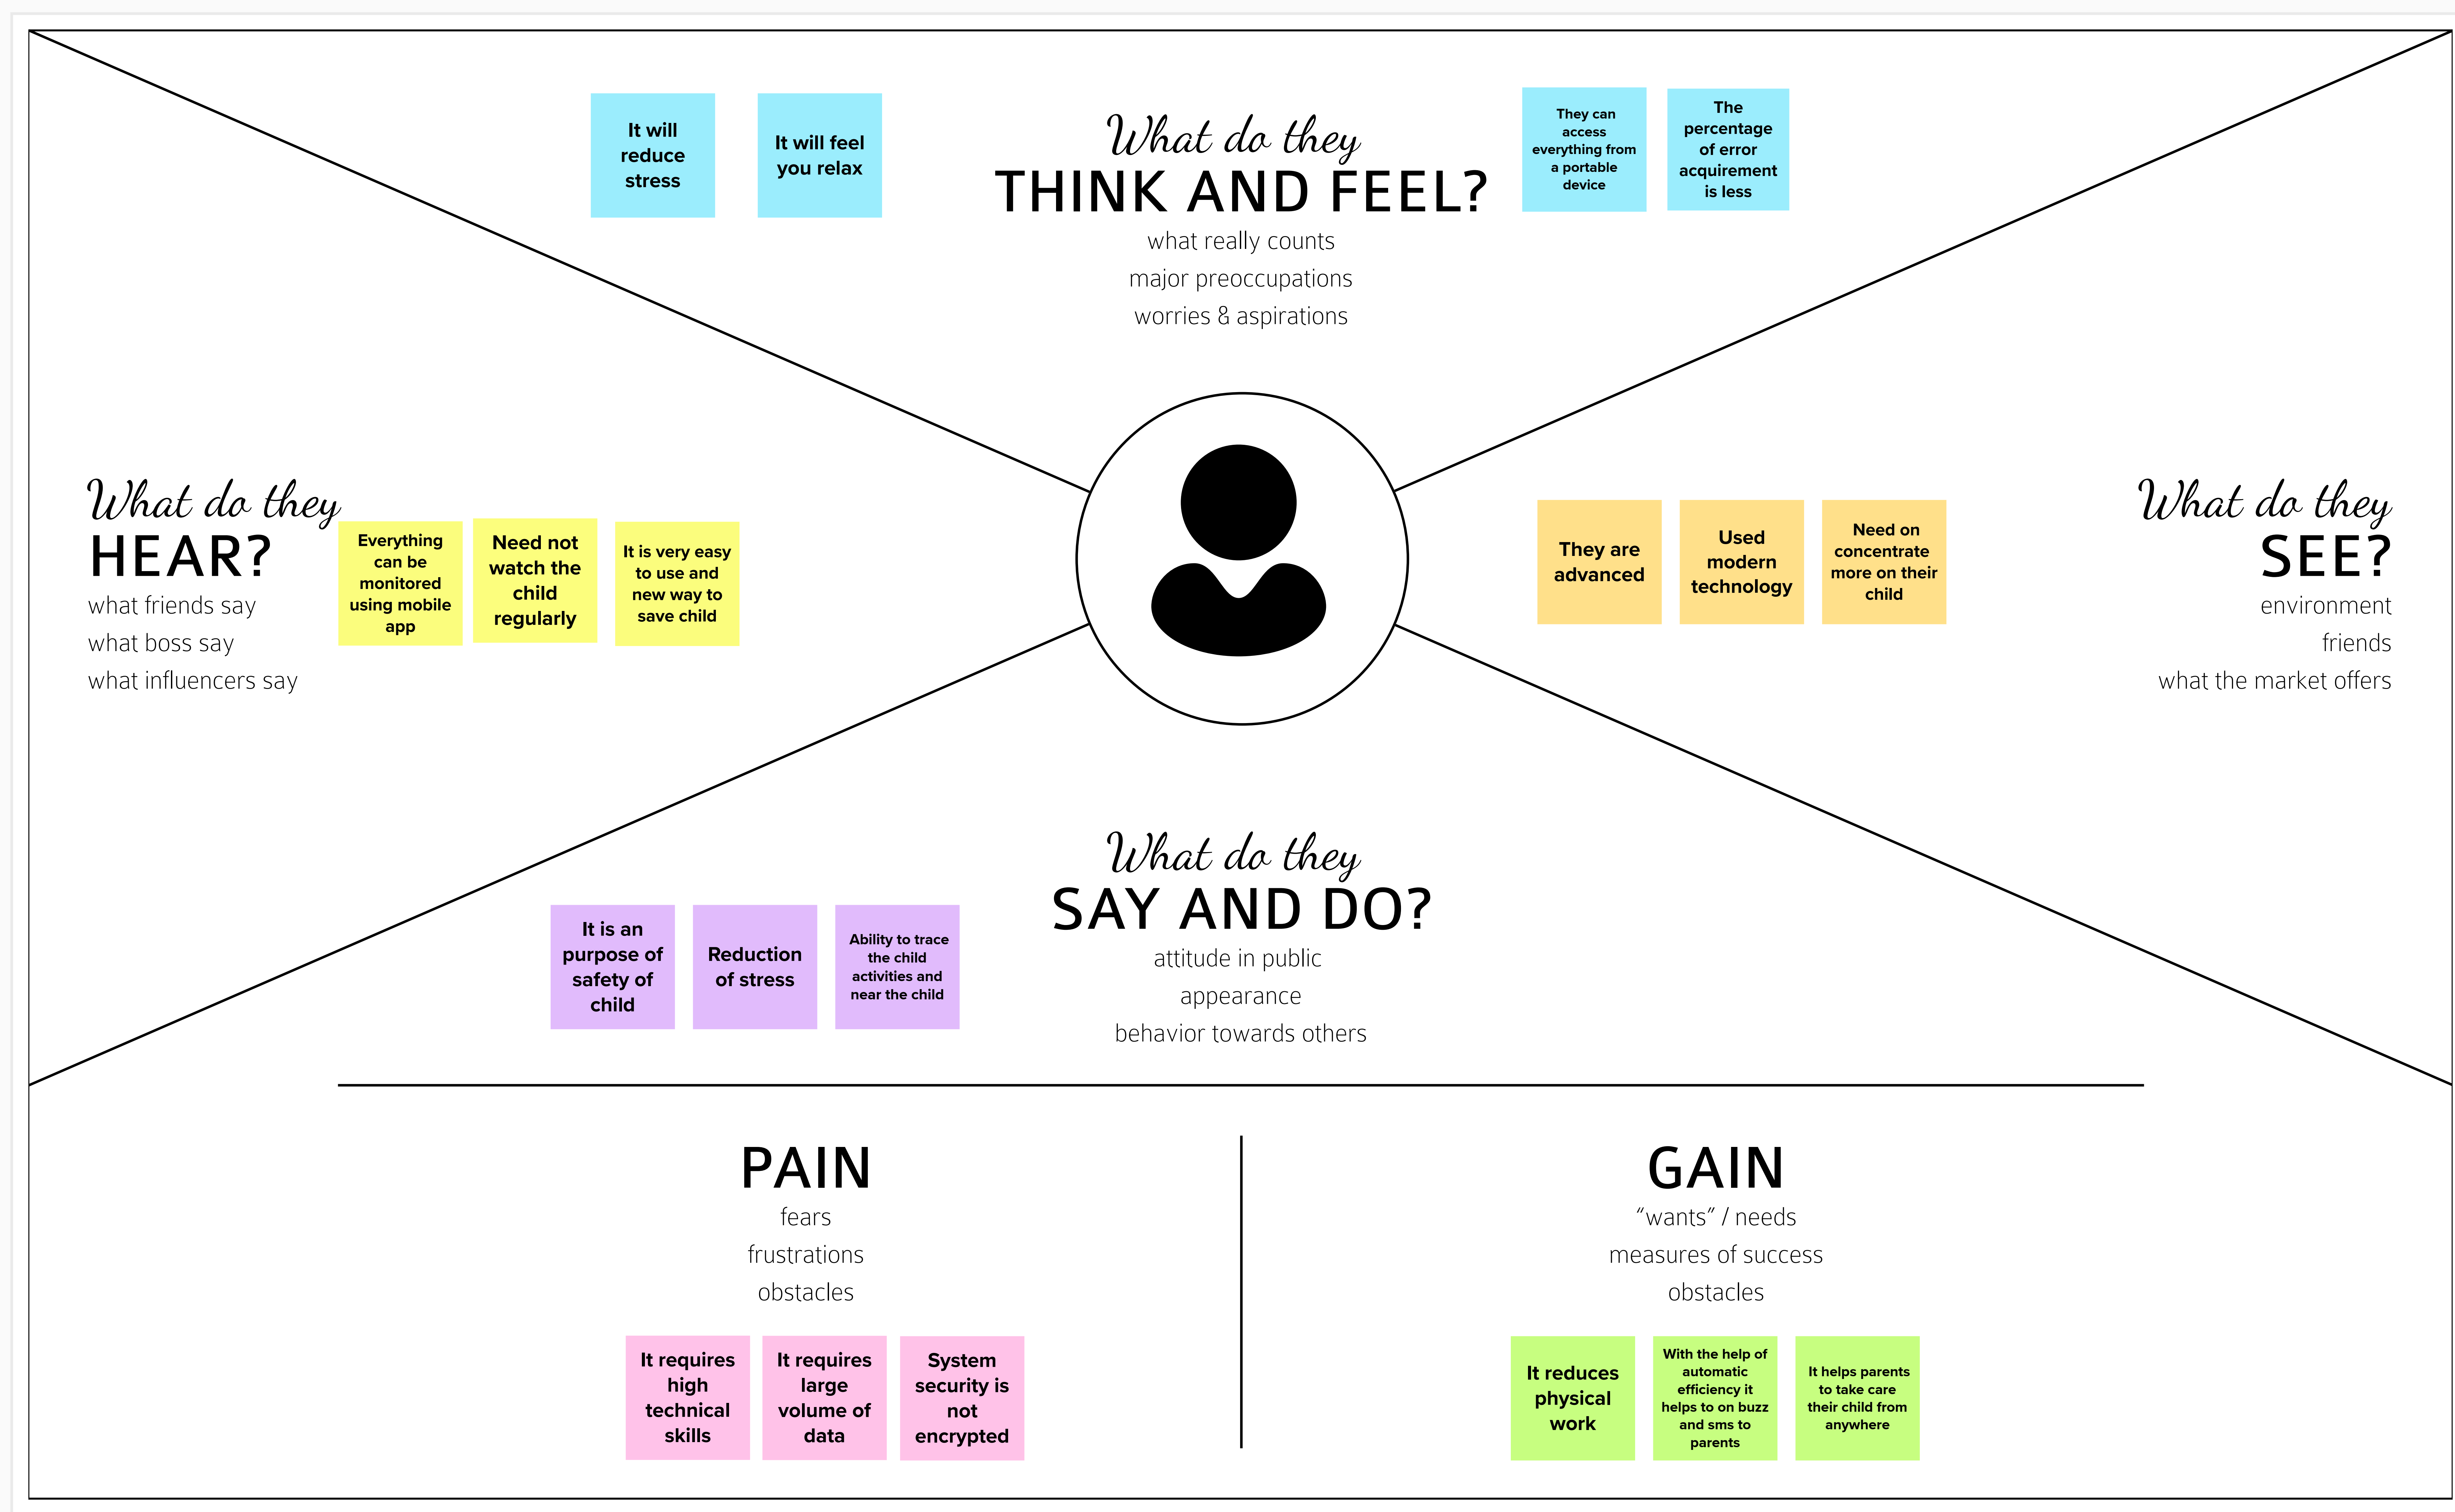 It will
reduce
stress
It will feel
you relax
What do they
THINK AND FEEL?
what really counts
major preoccupations
worries & aspirations
They can
access
everything from
a portable
device
The
percentage
of error
acquirement
is less
What do they
HEAR?
what friends say
what boss say
what influencers say
Everything
can be
monitored
using mobile
app
Need not
watch the
child
regularly
It is very easy
to use and
new way to
save child
They are
advanced
Used
modern
technology
Need on
concentrate
more on their
child
What do they
SEE?
environment
friends
what the market offers
What do they
SAY AND DO?
attitude in public
appearance
behavior towards others
It is an
purpose of
safety of
child
Reduction
of stress
Ability to trace
the child
activities and
near the child
PAIN
fears
frustrations
obstacles
It requires
high
technical
skills
It requires
large
volume of
data
System
security is
not
encrypted
GAIN
“wants” / needs
measures of success
obstacles
It reduces
physical
work
With the help of
automatic
efficiency it
helps to on buzz
and sms to
parents
It helps parents
to take care
their child from
anywhere